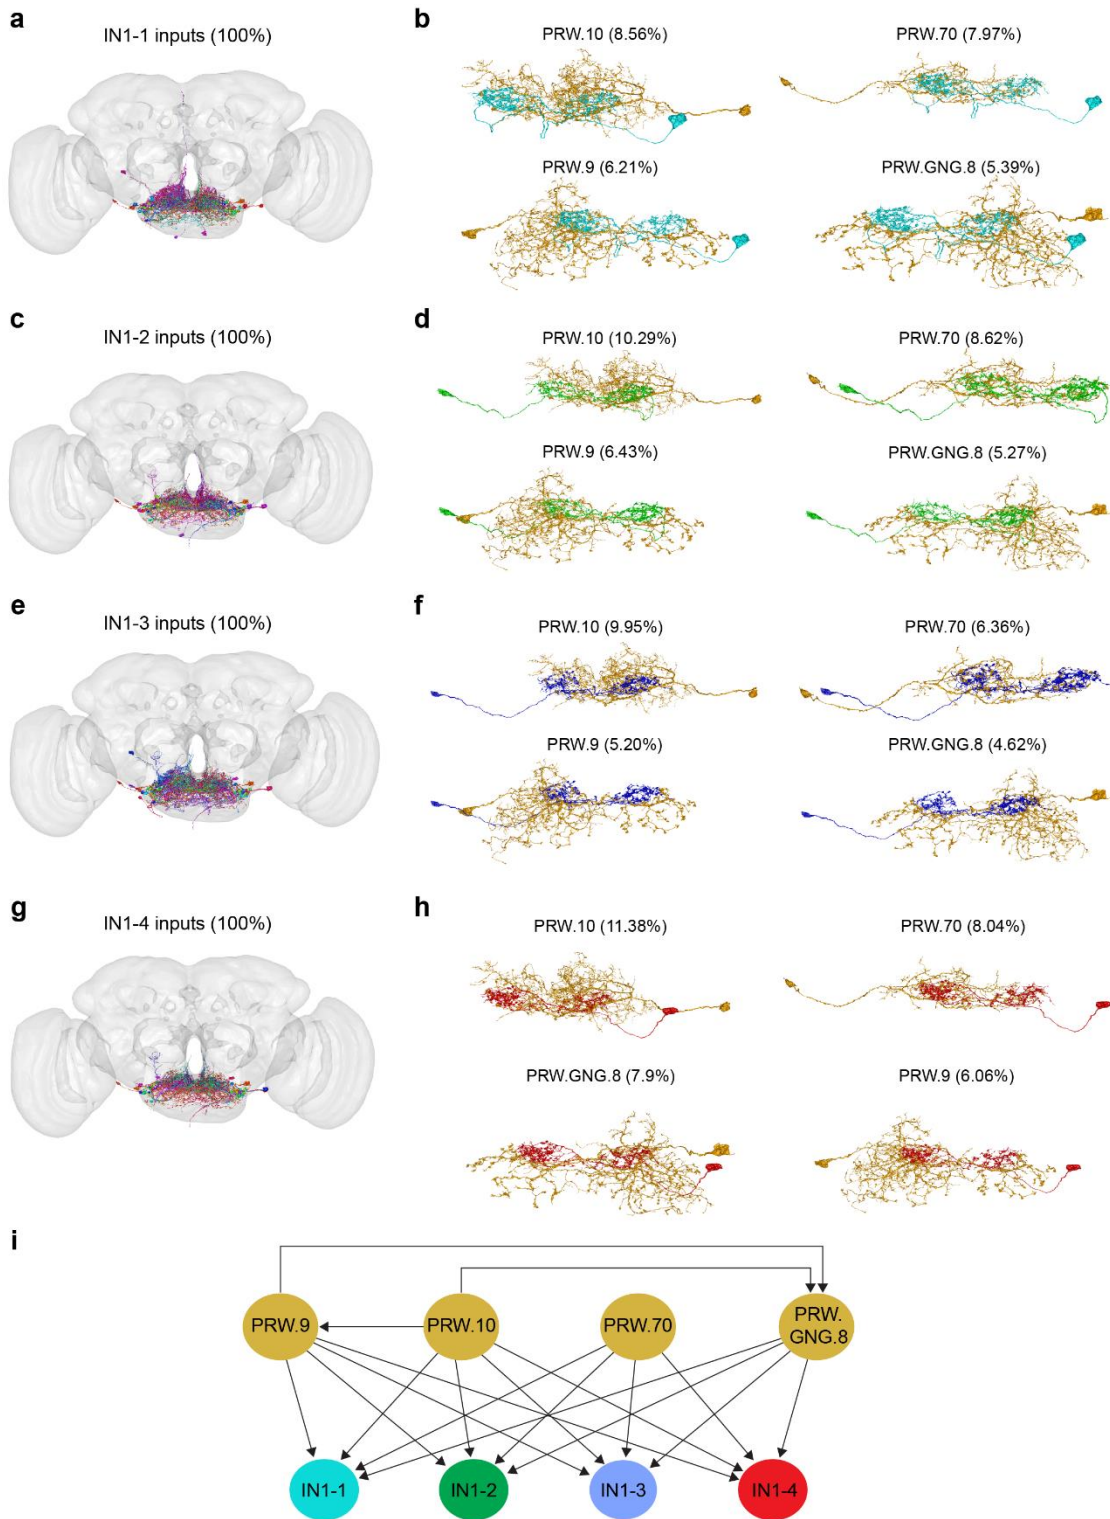 a
IN1-1 inputs (100%)
b
PRW.10 (8.56%)
PRW.70 (7.97%)
PRW.9 (6.21%)
PRW.GNG.8 (5.39%)
c
IN1-2 inputs (100%)
d
PRW.10 (10.29%)
PRW.70 (8.62%)
PRW.9 (6.43%)
PRW.GNG.8 (5.27%)
e
IN1-3 inputs (100%)
f
PRW.10 (9.95%)
PRW.70 (6.36%)
PRW.9 (5.20%)
PRW.GNG.8 (4.62%)
g
IN1-4 inputs (100%)
h
PRW.10 (11.38%)
PRW.70 (8.04%)
PRW.GNG.8 (7.9%)
PRW.9 (6.06%)
i
PRW.9
PRW.10
PRW.70
PRW.
GNG.8
IN1-1
IN1-2
IN1-3
IN1-4